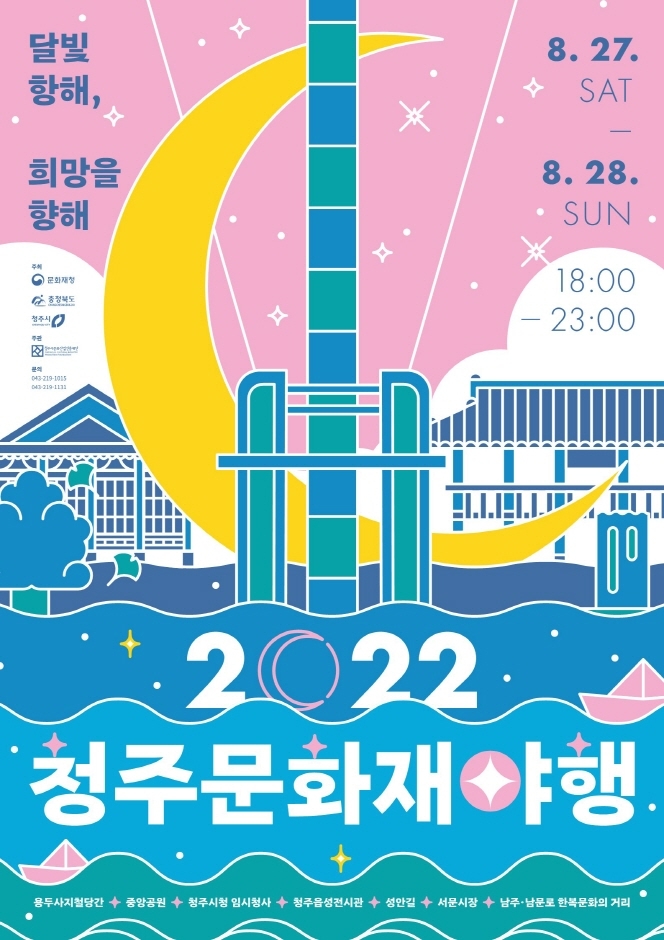 달빛
항해,
희망을
향해
8. 27.
SAT
—
8. 28.
SUN
18:00
— 23:00
주최
문화재청
충청북도
청주시
주관
문의
043-219-1015
043-219-1131
2022
청주문화재야행
용두사지철당간 중앙공원 청주시청 임시청사 청주읍성전시관 성안길 서문시장 남주·남문로 한복문화의 거리